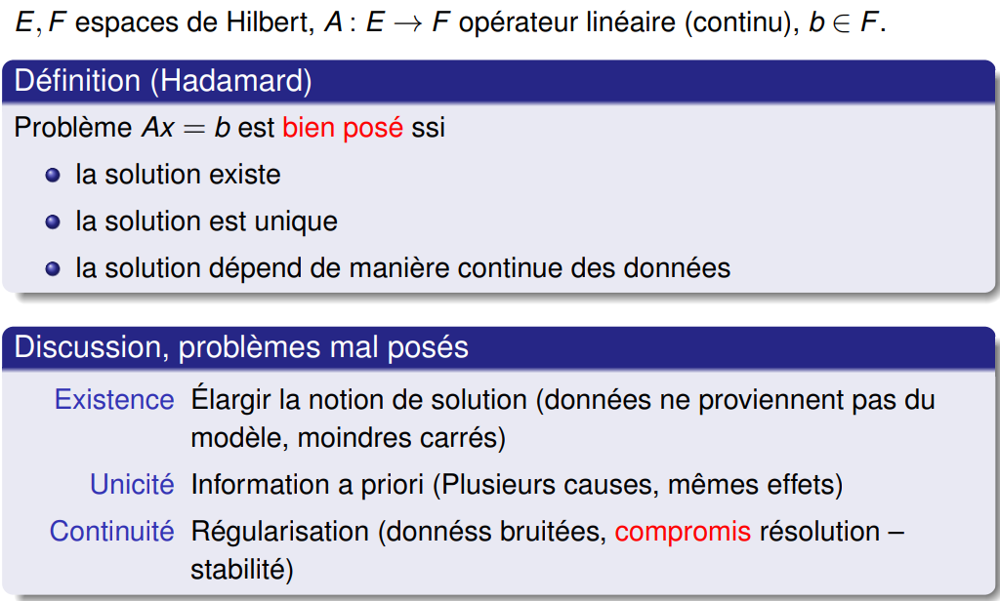 E, F espaces de Hilbert, A : E → F opérateur linéaire (continu), b ∈ F.
Définition (Hadamard)
Problème Ax = b est bien posé ssi
la solution existe
la solution est unique
la solution dépend de manière continue des données
Discussion, problèmes mal posés
Existence Élargir la notion de solution (données ne proviennent pas du
modèle, moindres carrés)
Unicité Information a priori (Plusieurs causes, mêmes effets)
Continuité Régularisation (donnéss bruitées, compromis résolution –
stabilité)